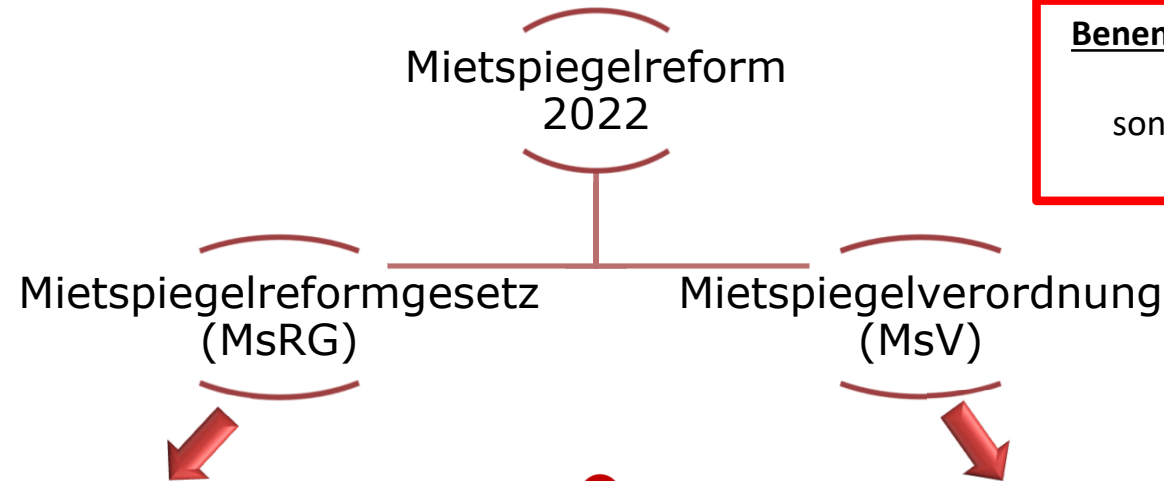 Mietspiegelreform
2022
Mietspiegelreformgesetz
(MsRG)
Mietspiegelverordnung
(MsV)